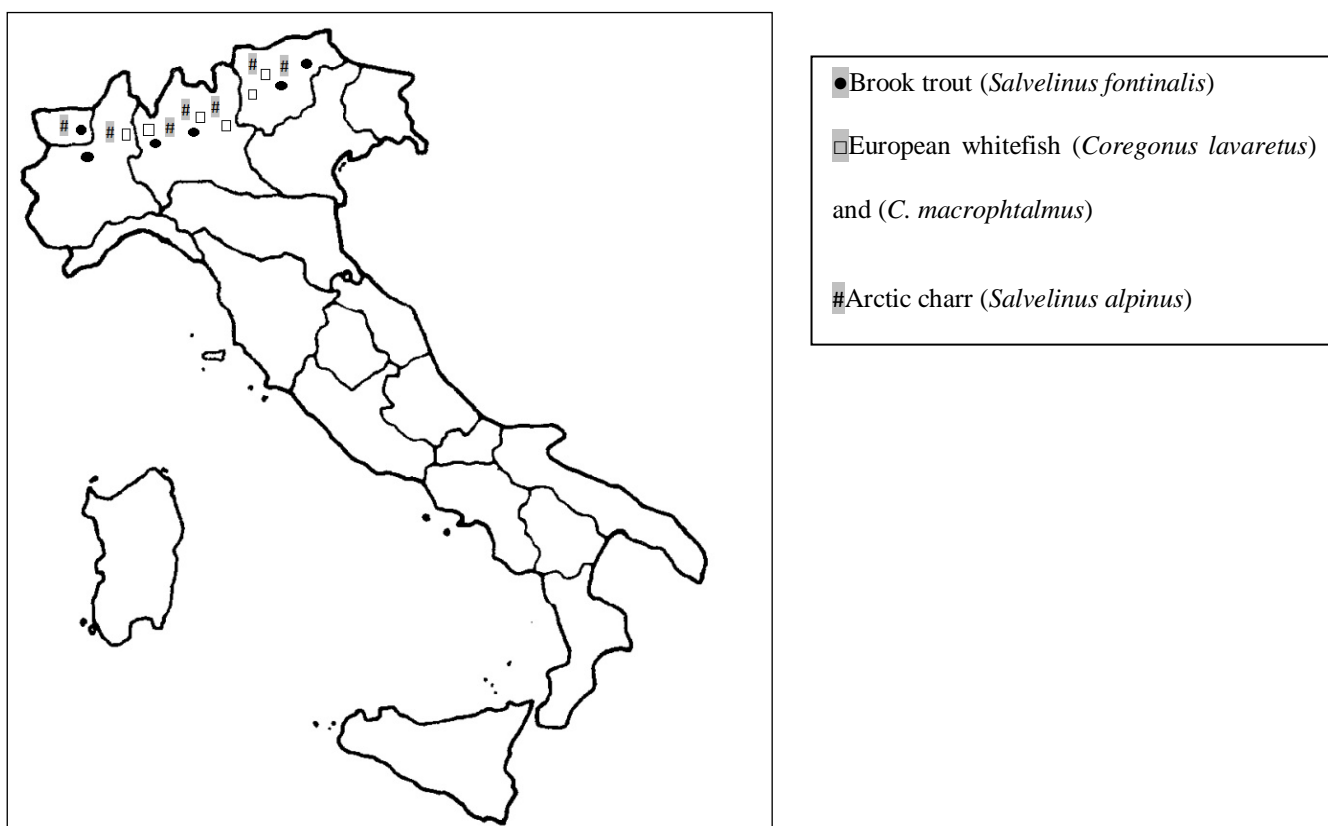 # # ● □ ● □
# ● # □ □ # # □ # □ ● ● ●
●Brook trout (Salvelinus fontinalis)
□European whitefish (Coregonus lavaretus)
and (C. macrophtalmus)
#Arctic charr (Salvelinus alpinus)